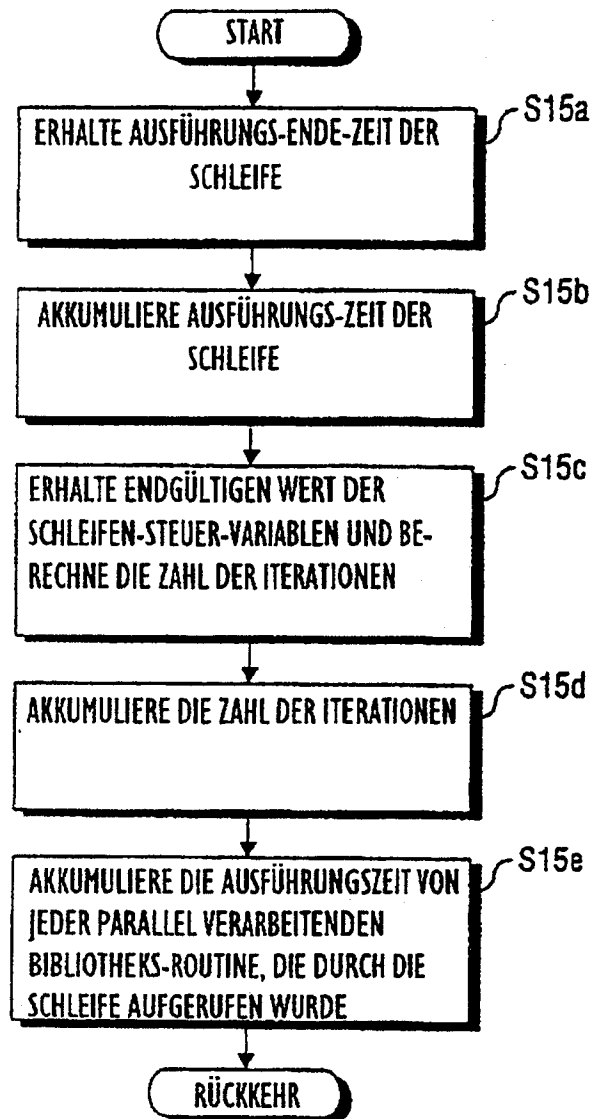 START
S15a
ERHALTE AUSFÜHRUNGS-ENDE-ZEIT DER
SCHLEIFE
S15b
AKKUMULIERE AUSFÜHRUNGS-ZEIT DER
SCHLEIFE
S15c
ERHALTE ENDGÜLTIGEN WERT DER
SCHLEIFEN-STEUER-VARIABLEN UND BE-
RECHNE DIE ZAHL DER ITERATIONEN
S15d
AKKUMULIERE DIE ZAHL DER ITERATIONEN
S15e
AKKUMULIERE DIE AUSFÜHRUNGSZEIT VON
JEDER PARALLEL VERARBEITENDEN
BIBLIOTHEKS-ROUTINE, DIE DURCH DIE
SCHLEIFE AUFGERUFEN WURDE
RÜCKKEHR